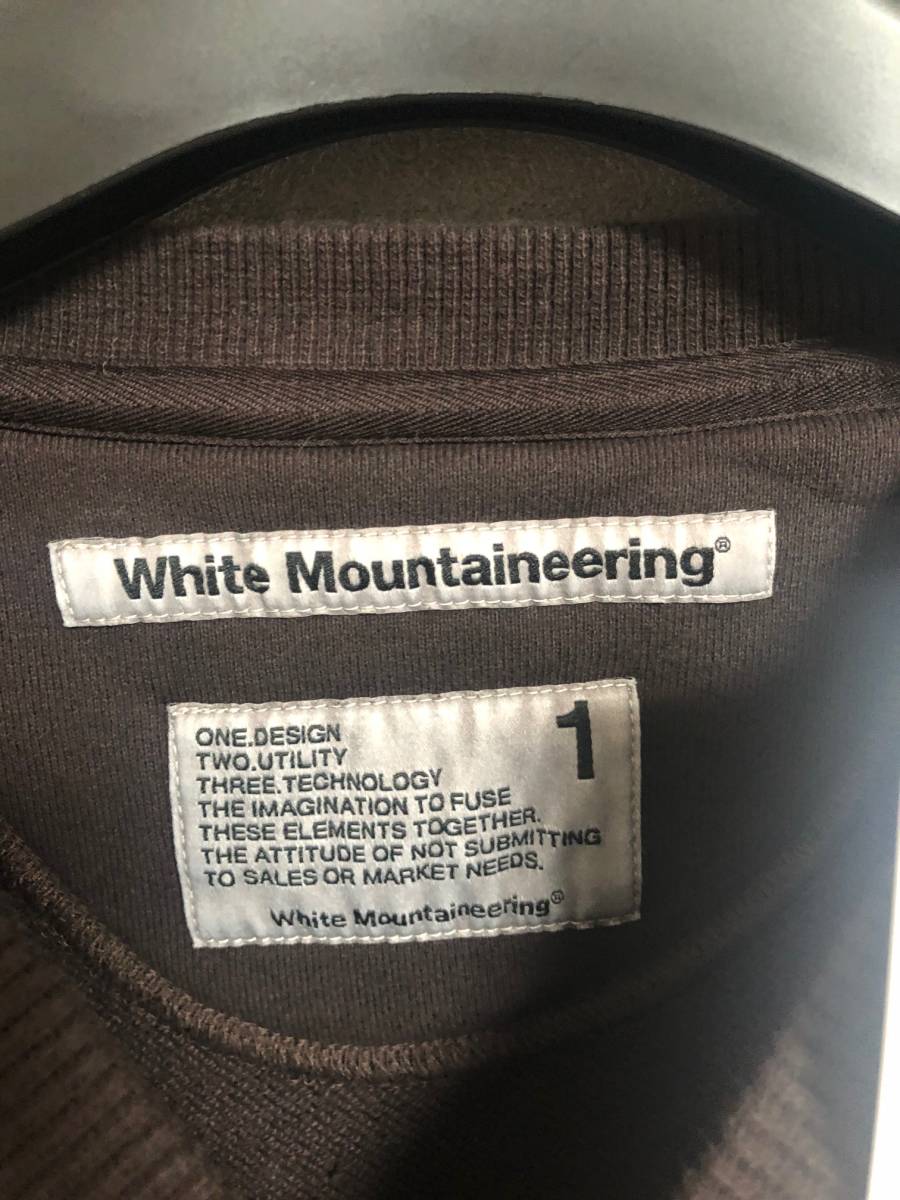 White Mountaineering®
1
ONE.DESIGN
TWO.UTILITY
THREE.TECHNOLOGY
THE IMAGINATION TO FUSE
THESE ELEMENTS TOGETHER.
THE ATTITUDE OF NOT SUBMITTING
TO SALES OR MARKET NEEDS.
White Mountaineering®